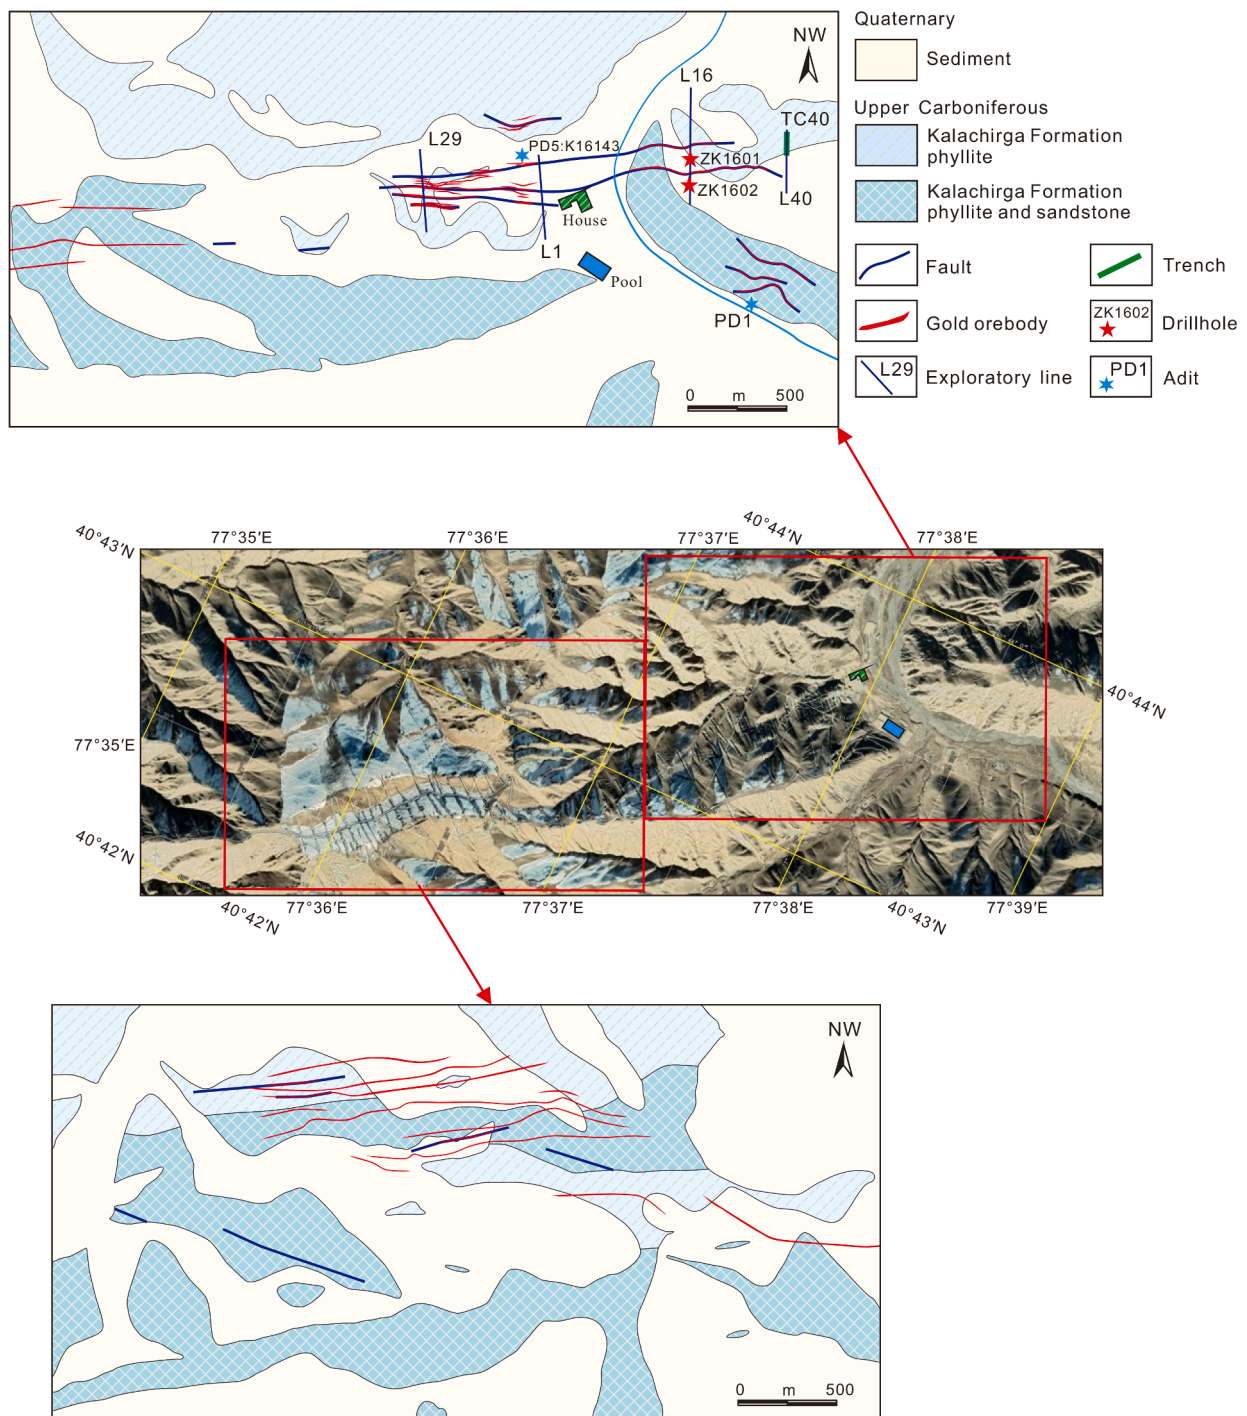 NW
L16
TC40
L29
PD5:K16143
ZK1601
ZK1602
L40
House
L1
Pool
PD1
0 m 500
Quaternary
Sediment
Upper Carboniferous
Kalachirga Formation
phyllite
Kalachirga Formation
phyllite and sandstone
Fault
Trench
Gold orebody
ZK1602
Drillhole
L29
Exploratory line
PD1
Adit
40°43′N
77°35′E
77°36′E
77°37′E
40°44′N
77°38′E
77°35′E
40°44′N
40°42′N
40°42′N
77°36′E
77°37′E
77°38′E
40°43′N
77°39′E
NW
0 m 500